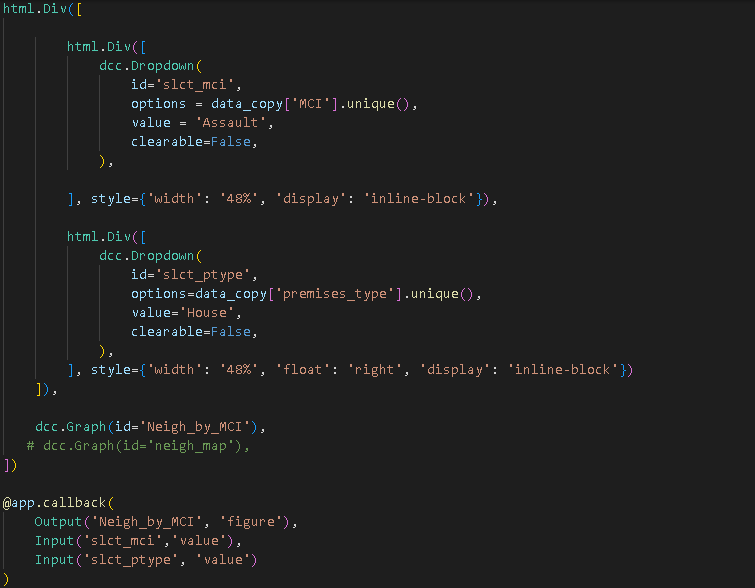 html.Div([
html.Div([
dcc.Dropdown(
id='slct_mci',
options = data_copy['MCI'].unique(),
value = 'Assault',
clearable=False,
),
], style={'width': '48%', 'display': 'inline-block'}),
html.Div([
dcc.Dropdown(
id='slct_ptype',
options=data_copy['premises_type'].unique(),
value='House',
clearable=False,
),
], style={'width': '48%', 'float': 'right', 'display': 'inline-block'})
]),
dcc.Graph(id='Neigh_by_MCI'),
# dcc.Graph(id='neigh_map'),
])
@app.callback(
Output('Neigh_by_MCI', 'figure'),
Input('slct_mci','value'),
Input('slct_ptype', 'value')
)